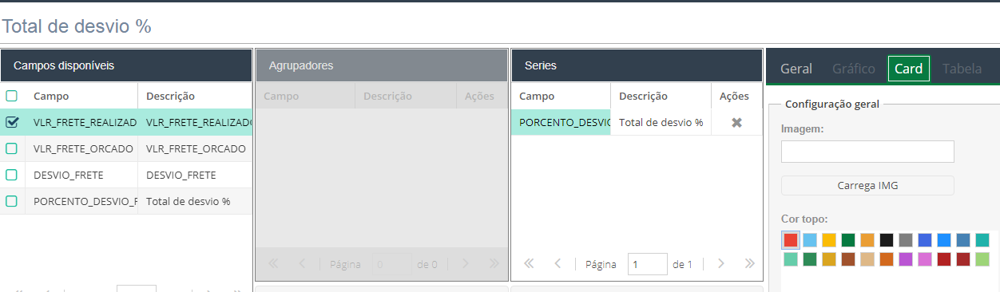 Total de desvio %
Campos disponíveis
Campo Descrição
VLR_FRETE_REALIZAD VLR_FRETE_REALIZADO
VLR_FRETE_ORCADO VLR_FRETE_ORCADO
DESVIO_FRETE DESVIO_FRETE
PORCENTO_DESVIO_F Total de desvio %
Agrupadores
Campo Descrição Ações
Página 0 de 0
Series
Campo Descrição Ações
PORCENTO_DESVIO Total de desvio %
Página 1 de 1
Geral Gráfico Card Tabela
Configuração geral
Imagem:
Carrega IMG
Cor topo: